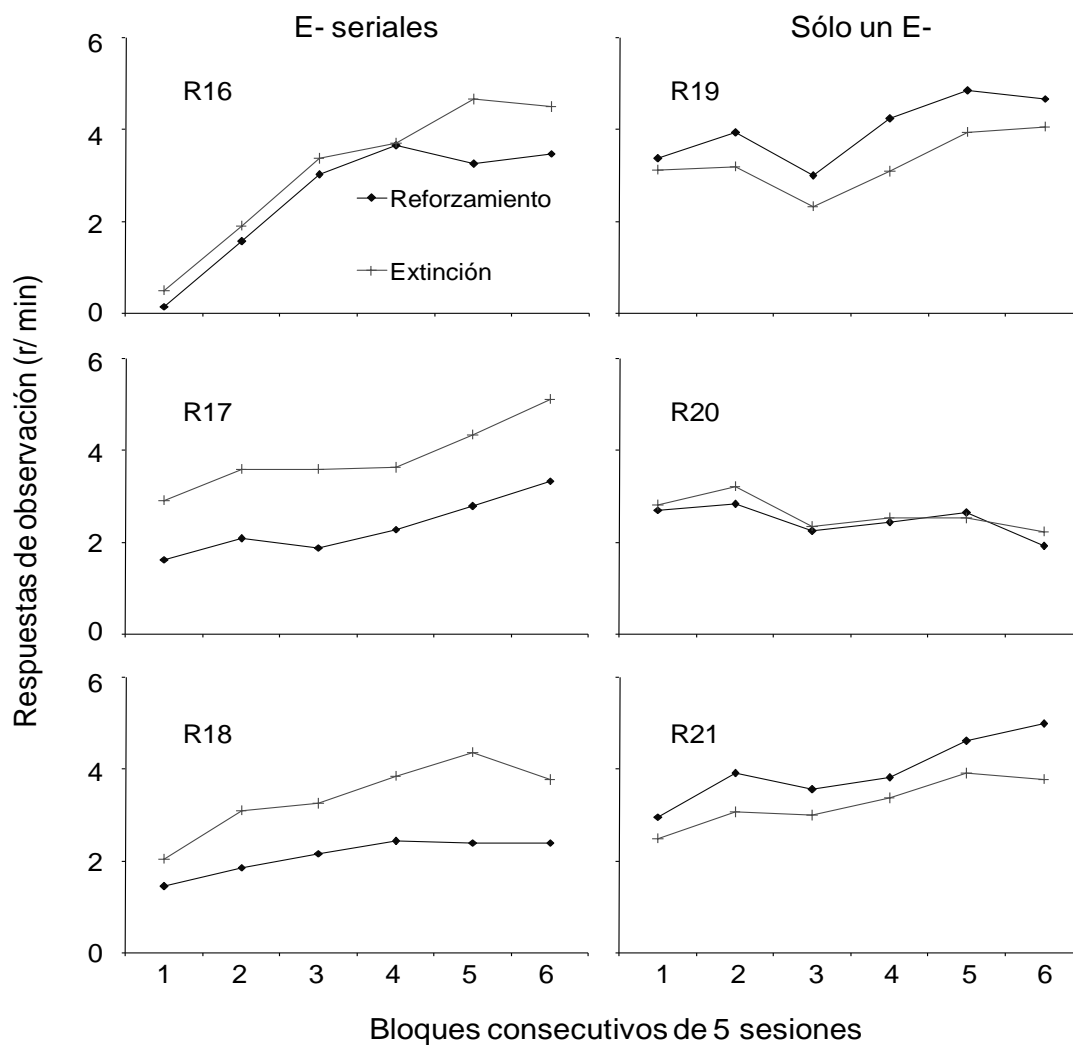 E- seriales
Sólo un E-
Respuestas de observación (r/ min)
6
4
2
0
R16
Reforzamiento
Extinción
R19
6
4
2
0
R17
R20
6
4
2
0
R18
R21
1 2 3 4 5 6
1 2 3 4 5 6
Bloques consecutivos de 5 sesiones